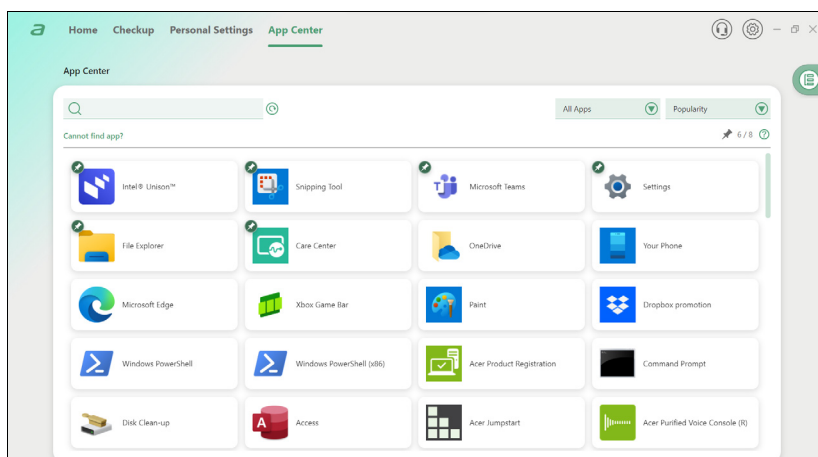 a Home Checkup Personal Settings App Center
App Center
All Apps Popularity
Cannot find app? 6 / 8 ?
Intel® Unison™ Snipping Tool Microsoft Teams Settings
File Explorer Care Center OneDrive Your Phone
Microsoft Edge Xbox Game Bar Paint Dropbox promotion
Windows PowerShell Windows PowerShell (x86) Acer Product Registration Command Prompt
Disk Clean-up Access Acer Jumpstart Acer Purified Voice Console (R)